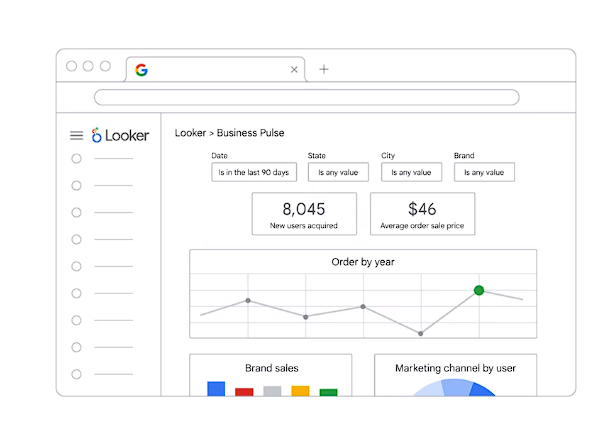 Looker
Looker > Business Pulse
Date
State
City
Brand
Is in the last 90 days
Is any value
Is any value
Is any value
8,045
New users acquired
$46
Average order sale price
Order by year
Brand sales
Marketing channel by user